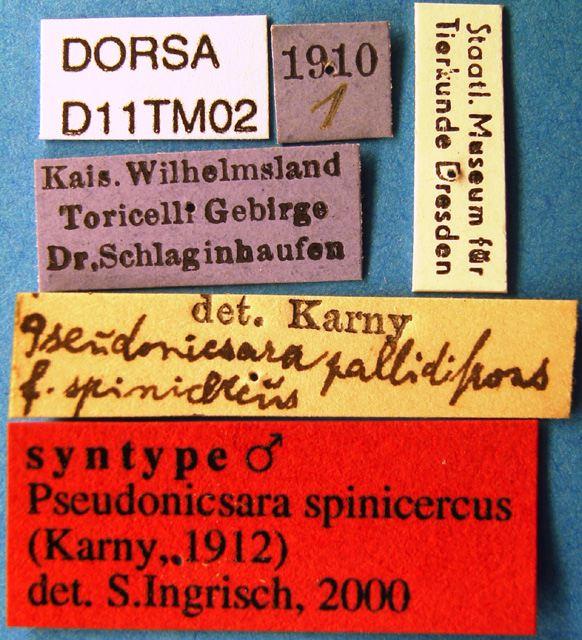 DORSA
D11TM02
1910
1
Staatl. Museum für
Tierkunde Dresden
Kais. Wilhelmsland
Toricelli Gebirge
Dr. Schlaginhaufen
det. Karny
Pseudonicsara pallidifrons
f. spinicercus
syntype ♂
Pseudonicsara spinicercus
(Karny,, 1912)
det. S.Ingrisch, 2000